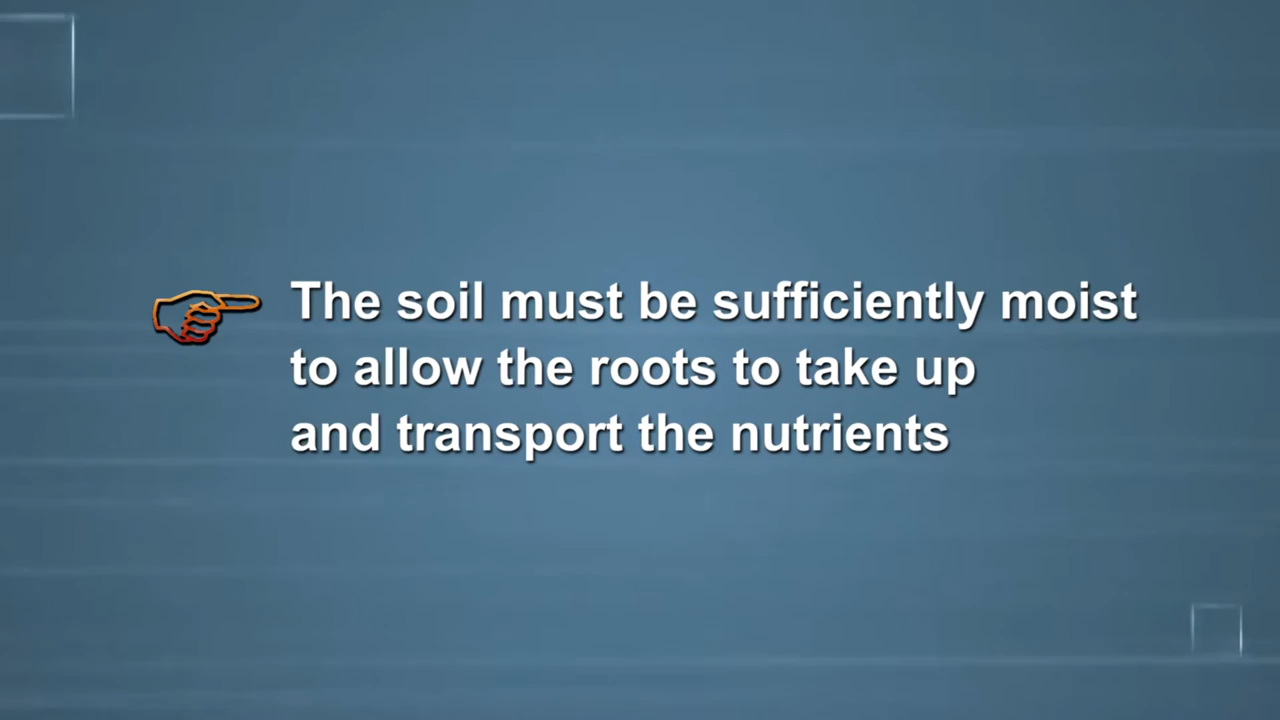 The soil must be sufficiently moist
to allow the roots to take up
and transport the nutrients